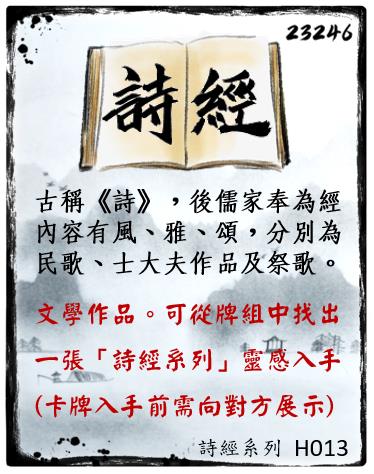 23246
詩經
古稱《詩》，後儒家奉為經
內容有風、雅、頌，分別為
民歌、士大夫作品及祭歌。
文學作品。可從牌組中找出
一張「詩經系列」靈感入手
(卡牌入手前需向對方展示)
詩經系列 H013